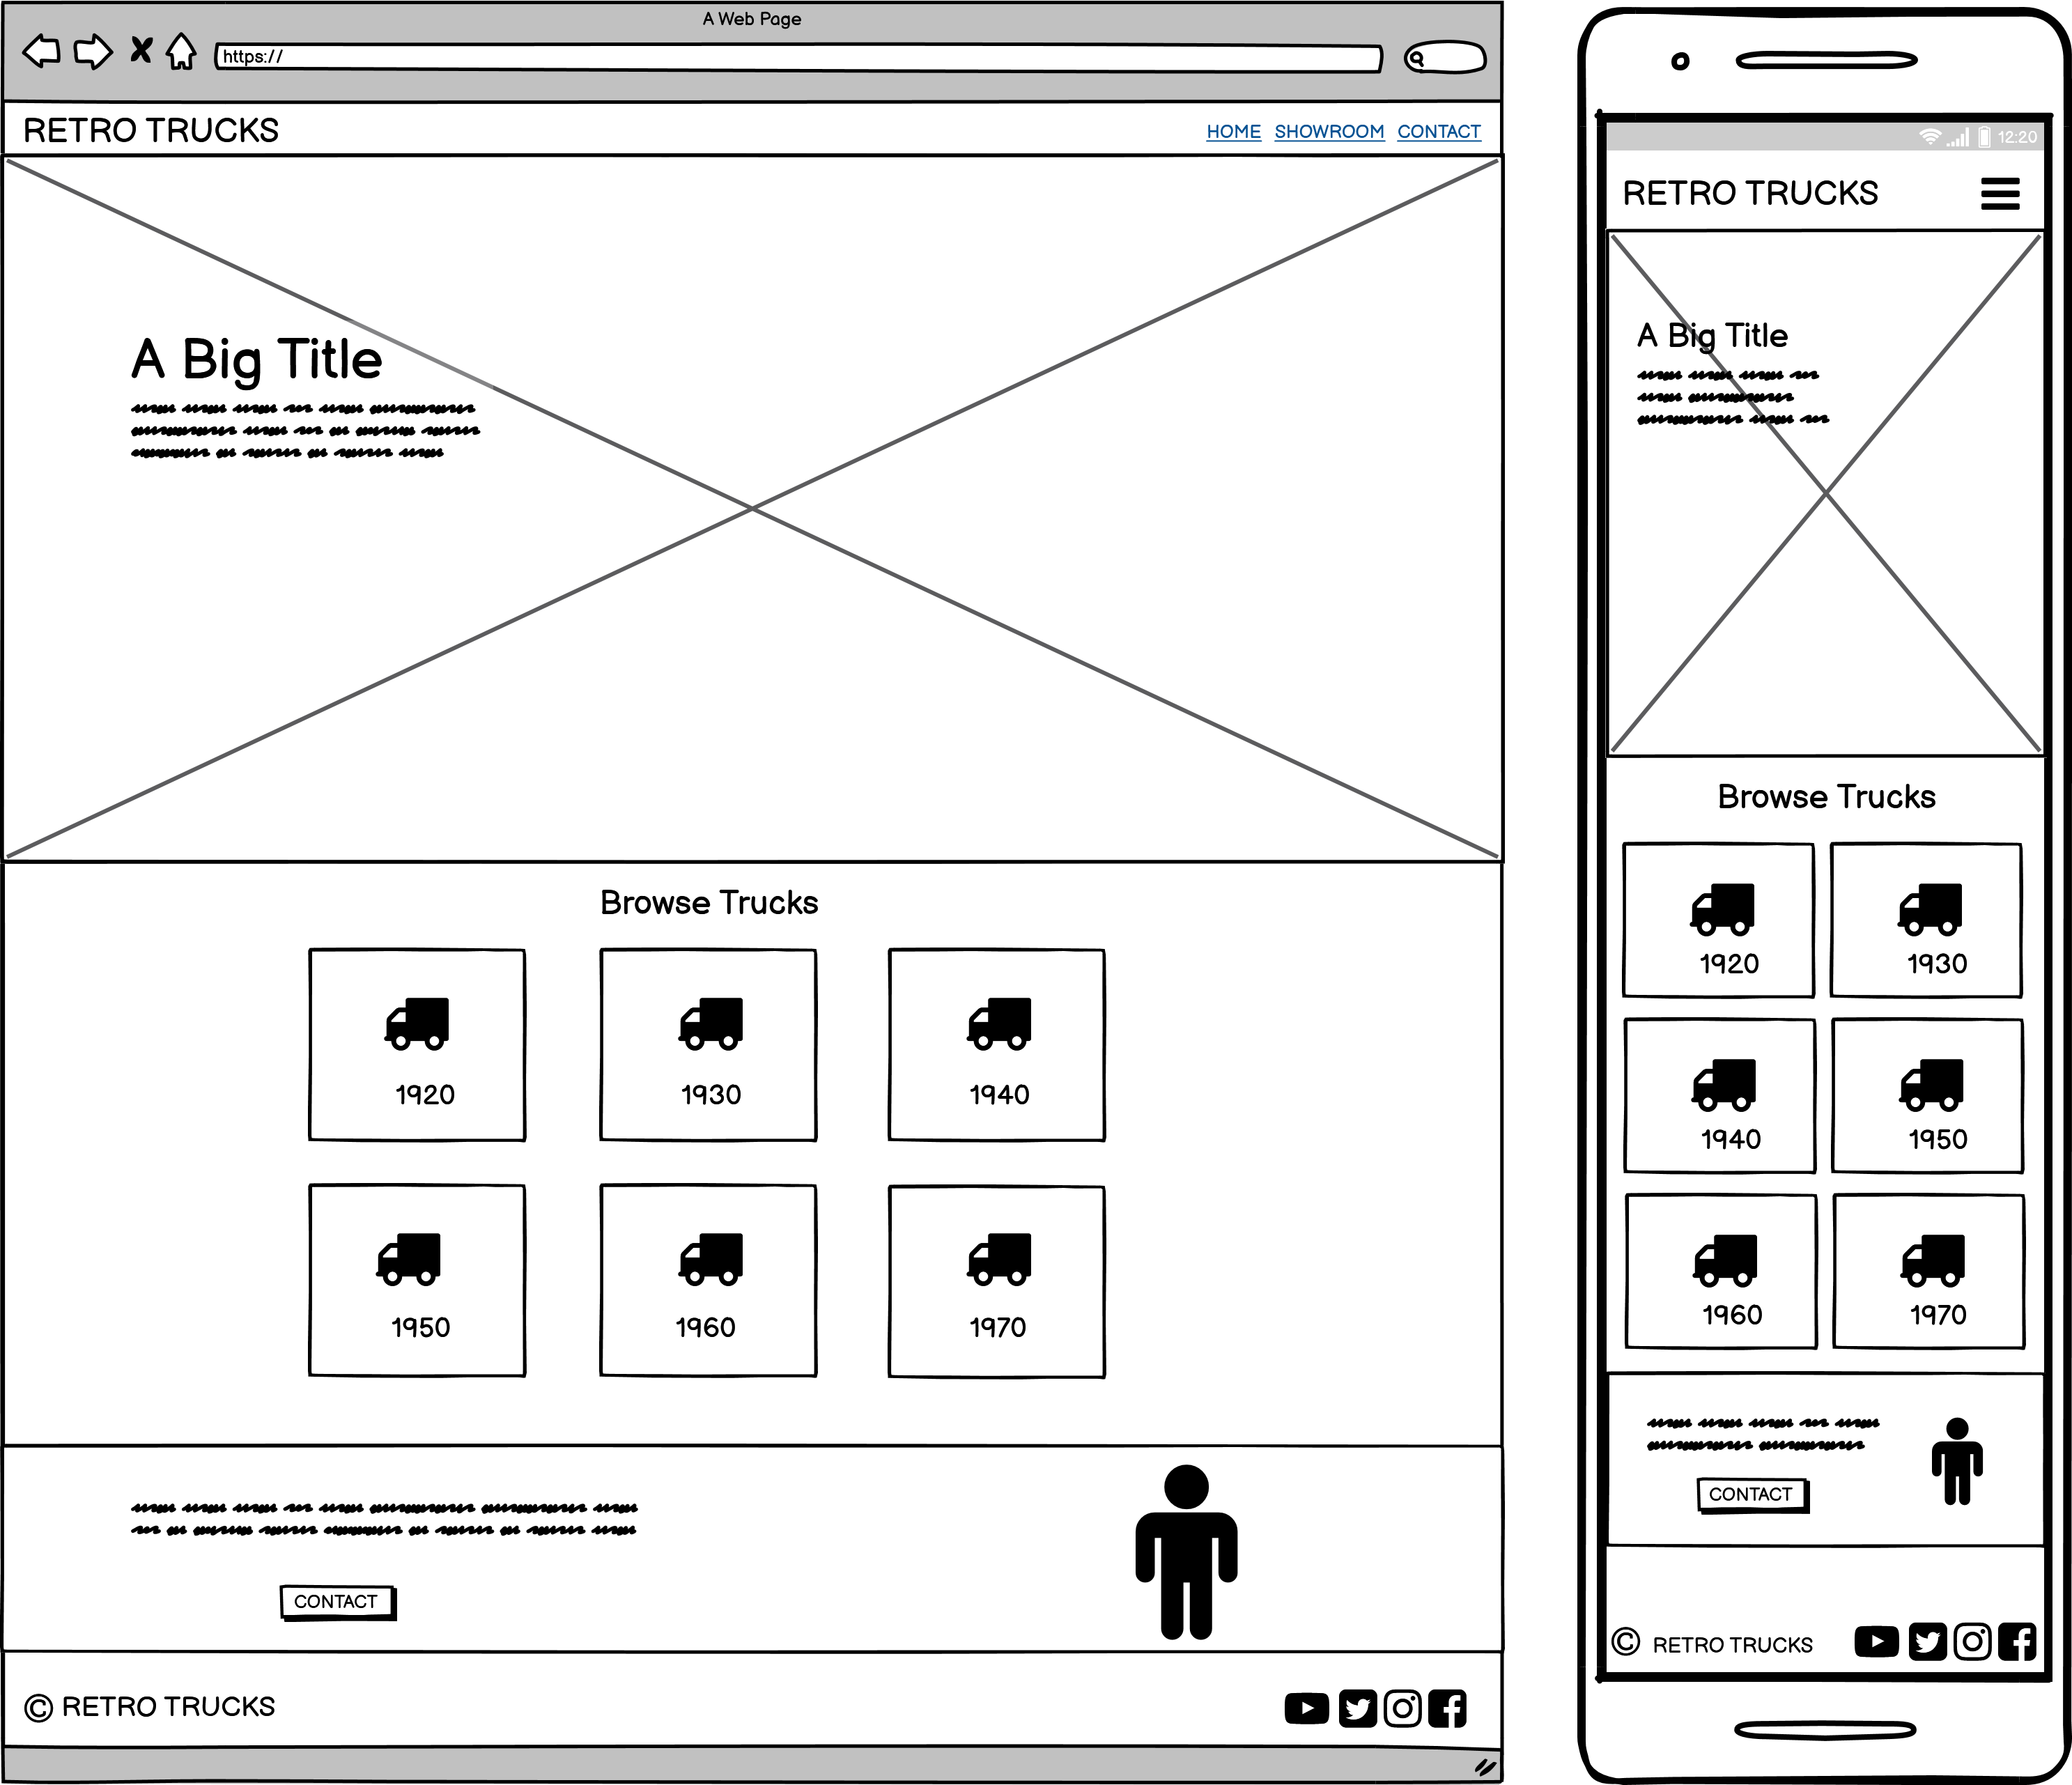 A Web Page
https://
RETRO TRUCKS
HOME SHOWROOM CONTACT
A Big Title
Browse Trucks
1920 1930 1940
1950 1960 1970
CONTACT
© RETRO TRUCKS
12:20
RETRO TRUCKS
A Big Title
Browse Trucks
1920 1930
1940 1950
1960 1970
CONTACT
© RETRO TRUCKS